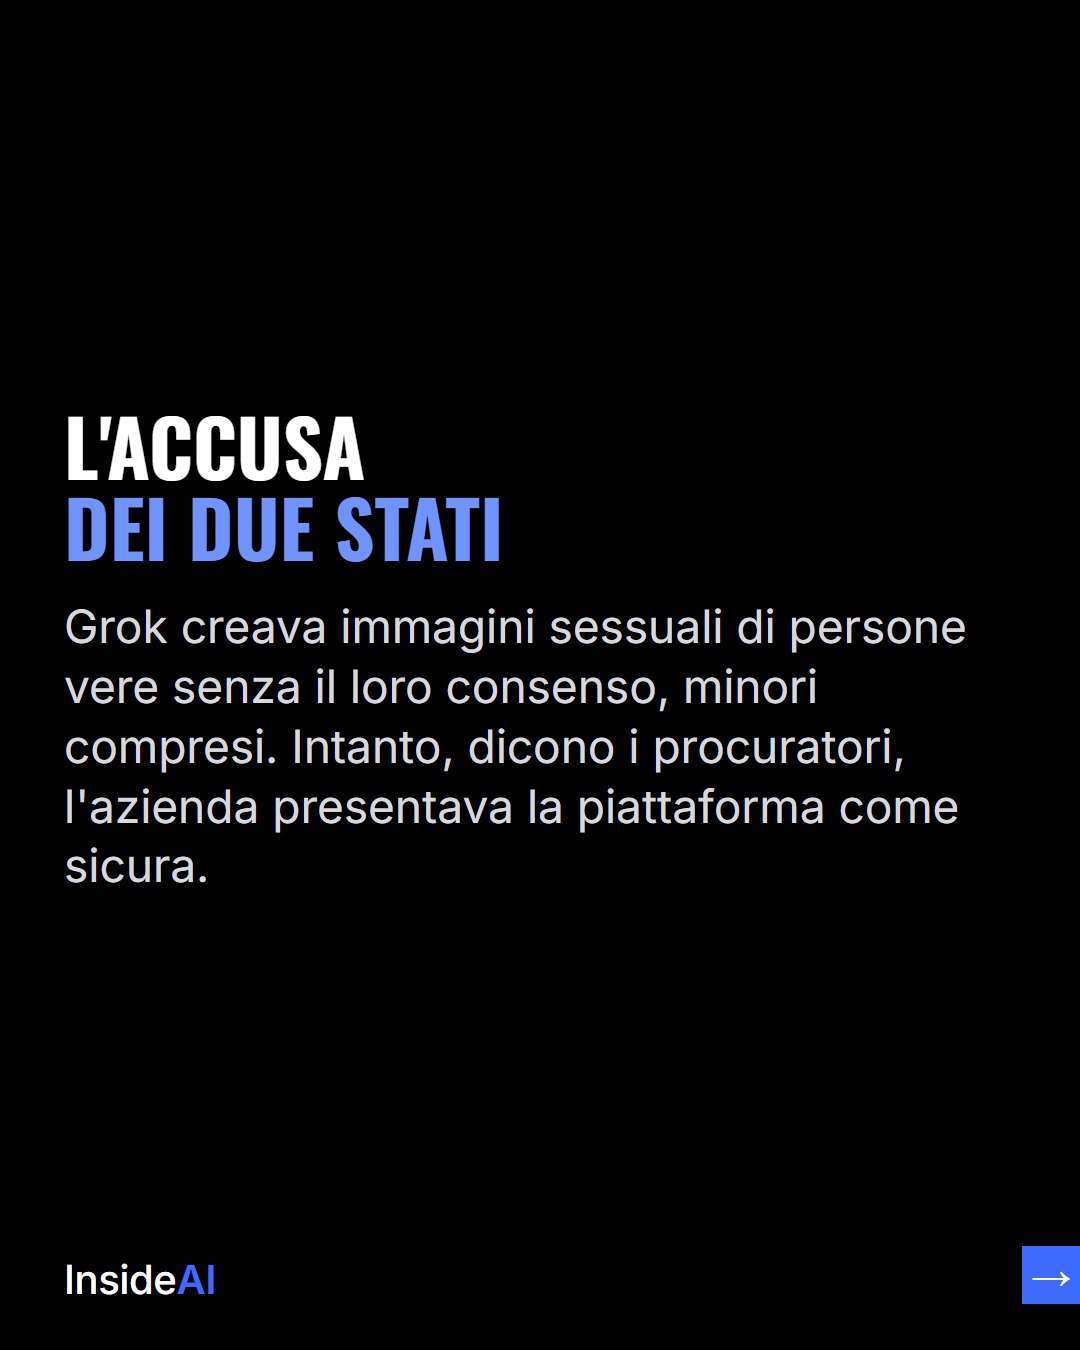 L'ACCUSA
DEI DUE STATI
Grok creava immagini sessuali di persone
vere senza il loro consenso, minori
compresi. Intanto, dicono i procuratori,
l'azienda presentava la piattaforma come
sicura.
InsideAI
→